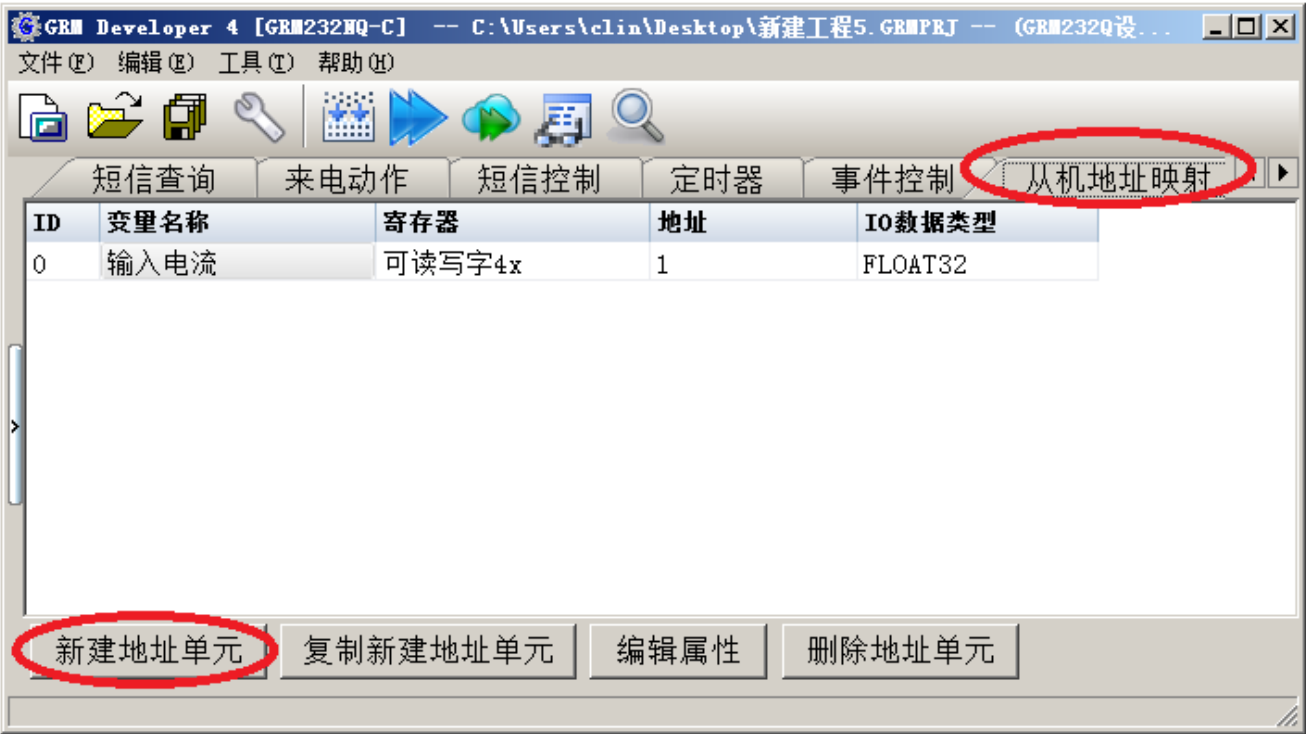 GRM Developer 4 [GRM232NQ-C] -- C:\Users\clin\Desktop\新建工程5.GRMPRJ -- (GRM232Q设...
文件(F) 编辑(E) 工具(T) 帮助(H)
短信查询 来电动作 短信控制 定时器 事件控制 从机地址映射
ID 变量名称 寄存器 地址 IO数据类型
0 输入电流 可读写字4x 1 FLOAT32
新建地址单元 复制新建地址单元 编辑属性 删除地址单元